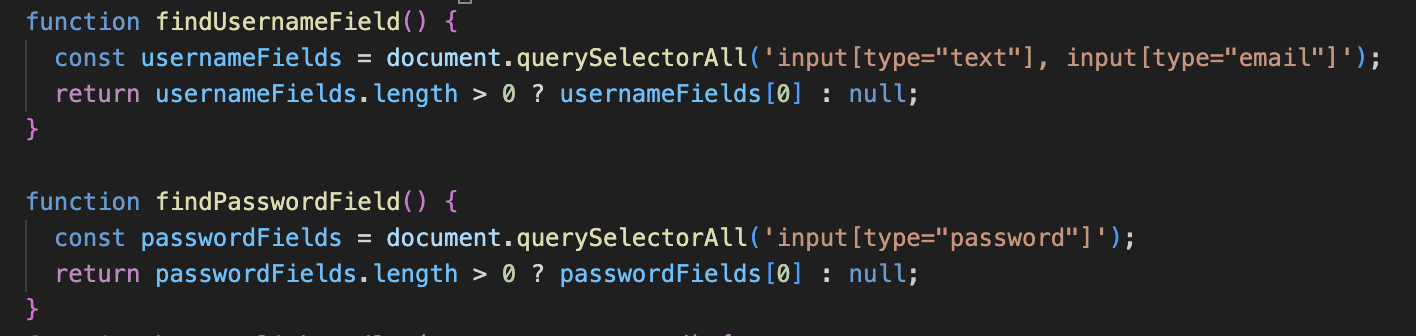 function findUsernameField() {
  const usernameFields = document.querySelectorAll('input[type="text"], input[type="email"]');
  return usernameFields.length > 0 ? usernameFields[0] : null;
}

function findPasswordField() {
  const passwordFields = document.querySelectorAll('input[type="password"]');
  return passwordFields.length > 0 ? passwordFields[0] : null;
}